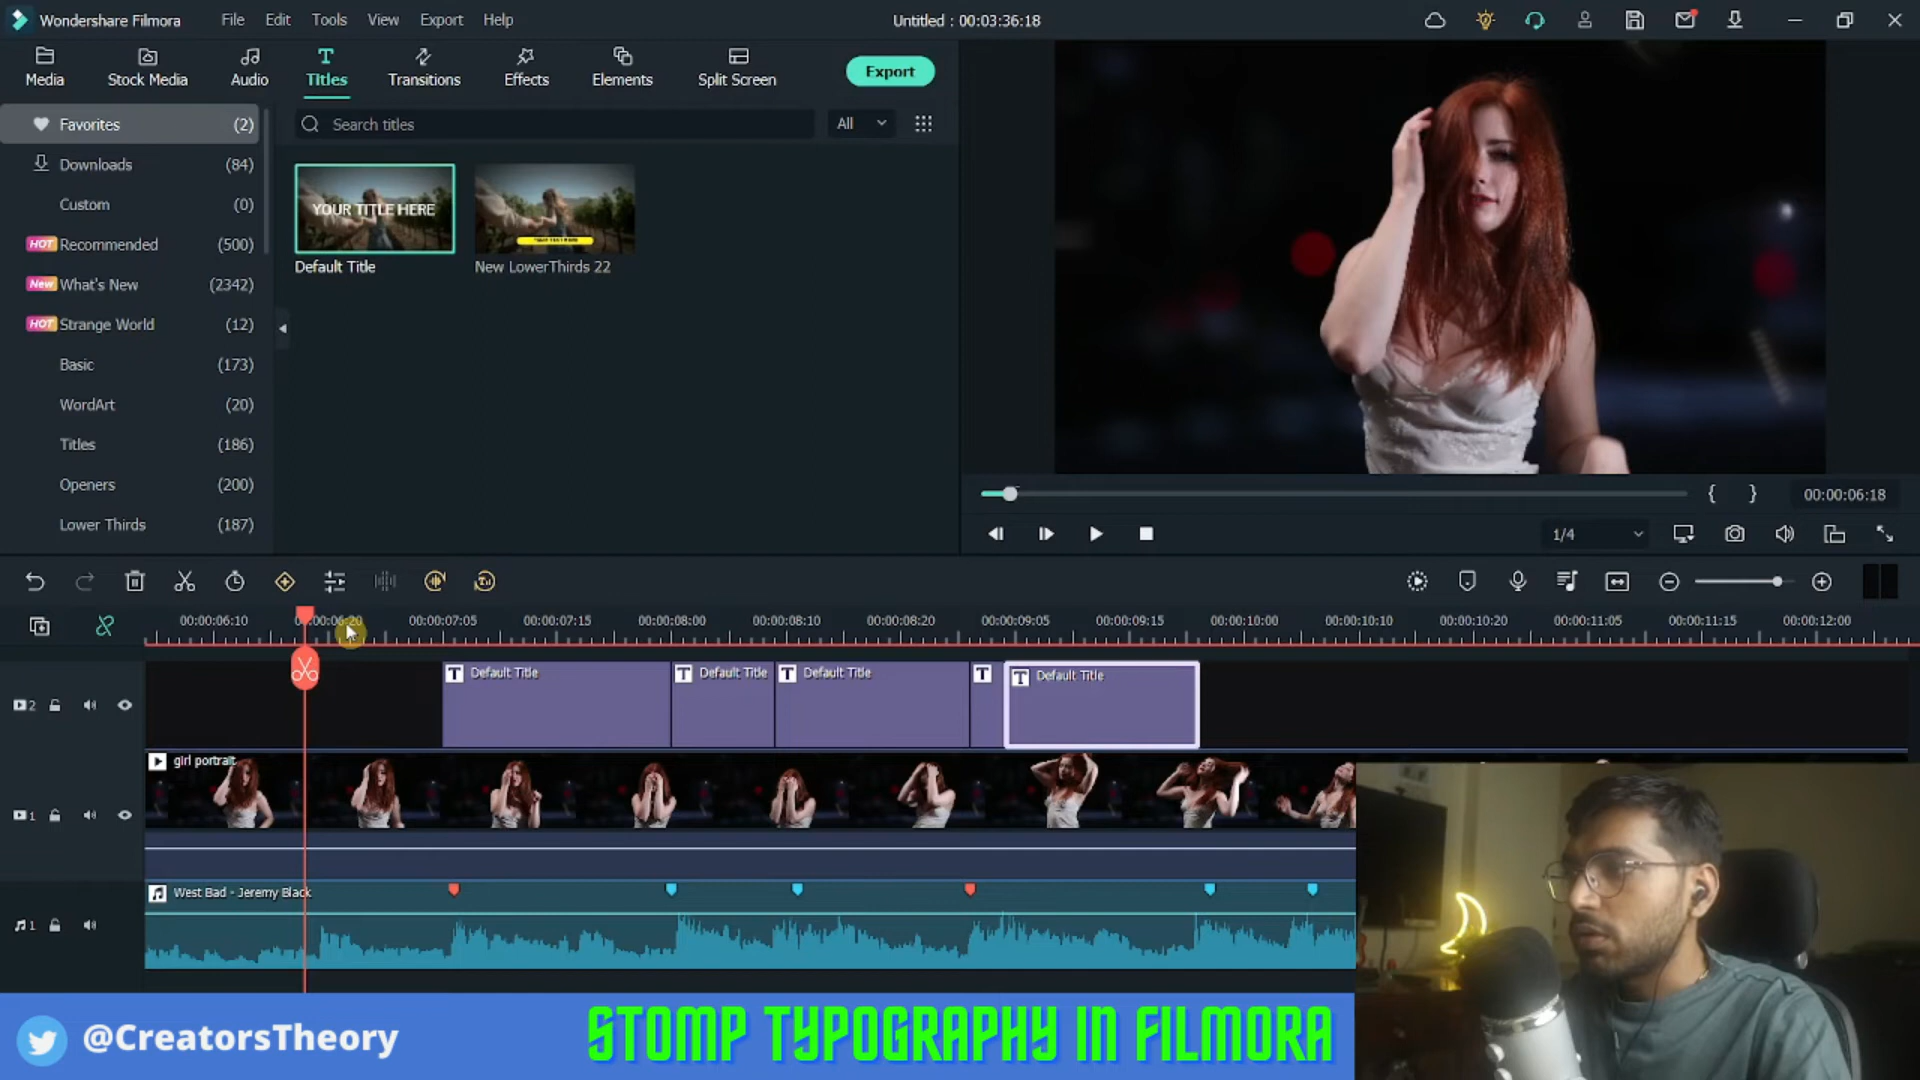 Wondershare Filmora
File Edit Tools View Export Help
Untitled : 00:03:36:18
Media Stock Media Audio Titles Transitions Effects Elements Split Screen
Export
Favorites (2)
Downloads (84)
Custom (0)
HOT Recommended (500)
New What's New (2342)
HOT Strange World (12)
Basic (173)
WordArt (20)
Titles (186)
Openers (200)
Lower Thirds (187)
Search titles
All
YOUR TITLE HERE
Default Title
New LowerThirds 22
{ }
00:00:06:18
1/4
00:00:06:10 00:00:06:20 00:00:07:05 00:00:07:15 00:00:08:00 00:00:08:10 00:00:08:20 00:00:09:05 00:00:09:15 00:00:10:00 00:00:10:10 00:00:10:20 00:00:11:05 00:00:11:15 00:00:12:00
2
T Default Title T Default Title T Default Title T T Default Title
girl portrait
1
West Bad - Jeremy Black
1
@CreatorsTheory
STOMP TYPOGRAPHY IN FILMORA